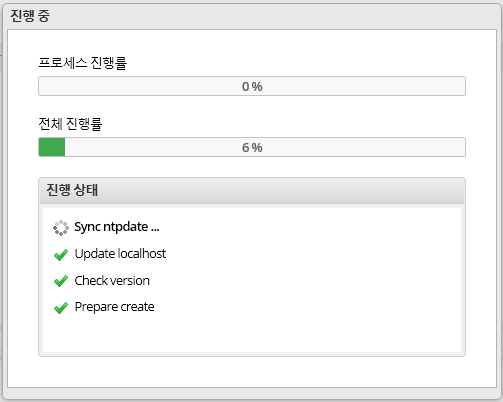 진행 중
프로세스 진행률
0 %
전체 진행률
6 %
진행 상태
Sync ntpdate ...
Update localhost
Check version
Prepare create